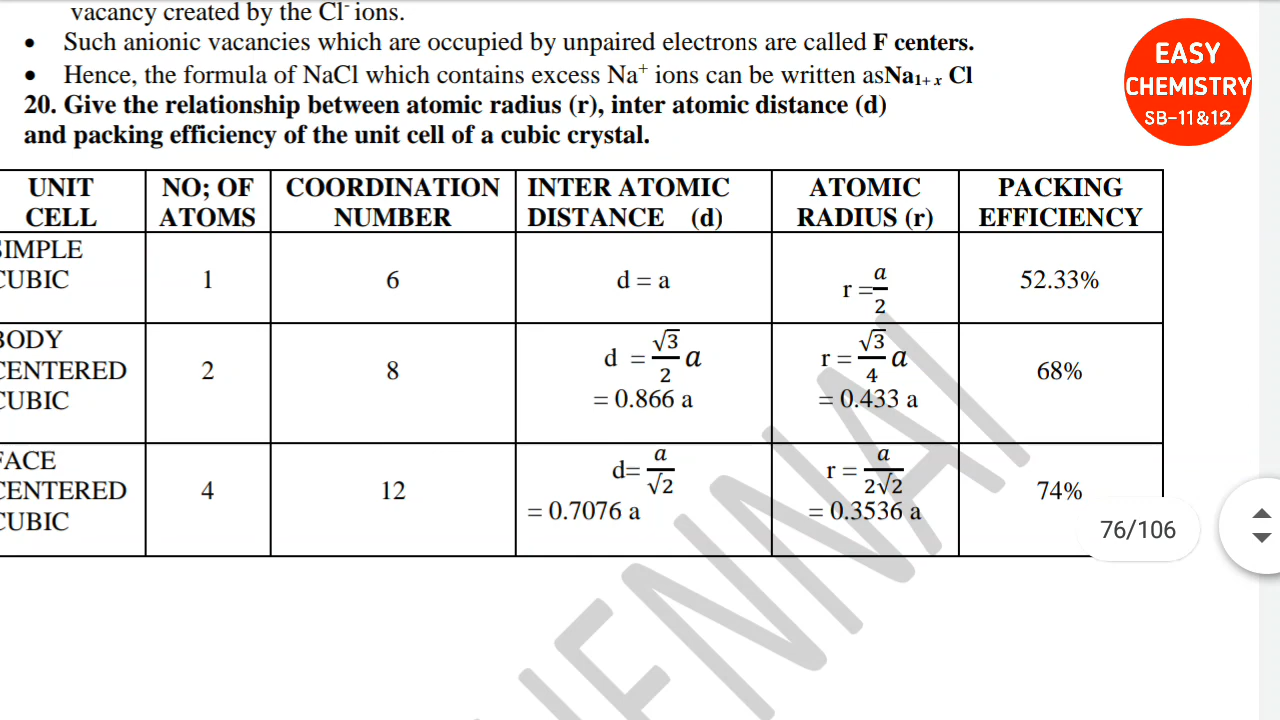 vacancy created by the Cl⁻ ions.
• Such anionic vacancies which are occupied by unpaired electrons are called F centers.
• Hence, the formula of NaCl which contains excess Na⁺ ions can be written asNa₁₊ₓ Cl
20. Give the relationship between atomic radius (r), inter atomic distance (d)
and packing efficiency of the unit cell of a cubic crystal.
EASY
CHEMISTRY
SB-11&12
UNIT CELL | NO; OF ATOMS | COORDINATION NUMBER | INTER ATOMIC DISTANCE (d) | ATOMIC RADIUS (r) | PACKING EFFICIENCY
SIMPLE CUBIC | 1 | 6 | d = a | r = a/2 | 52.33%
BODY CENTERED CUBIC | 2 | 8 | d = √3/2 a = 0.866 a | r = √3/4 a = 0.433 a | 68%
FACE CENTERED CUBIC | 4 | 12 | d= a/√2 = 0.7076 a | r = a/2√2 = 0.3536 a | 74%
76/106
HENNAI